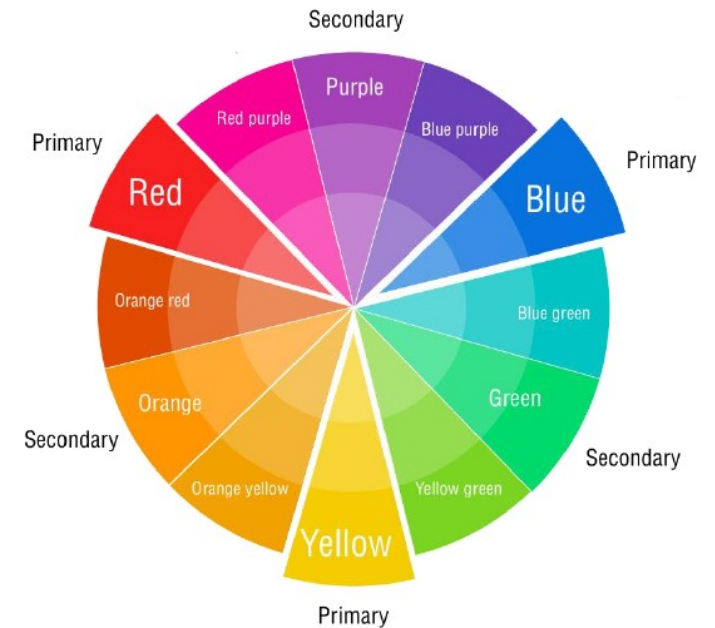 Secondary
Purple
Red purple
Blue purple
Primary
Primary
Red
Blue
Orange red
Blue green
Green
Orange
Secondary
Secondary
Orange yellow
Yellow green
Yellow
Primary